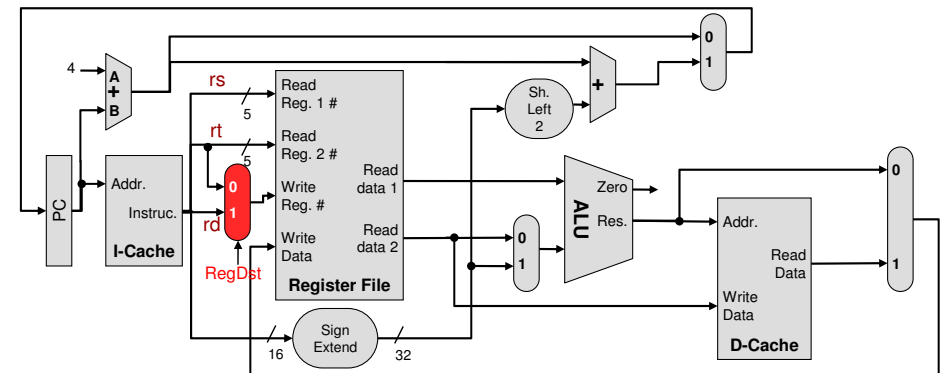 0
1
4
A
+
B
+
Sh.
Left
2
rs
5
rt
5
Read
Reg. 1 #
Read
Reg. 2 #
Write
Reg. #
Write
Data
Read
data 1
Read
data 2
Register File
PC
Addr.
Instruc.
I-Cache
0
1
rd
RegDst
0
1
ALU
Zero
Res.
Addr.
Read
Data
Write
Data
D-Cache
0
1
16
Sign
Extend
32